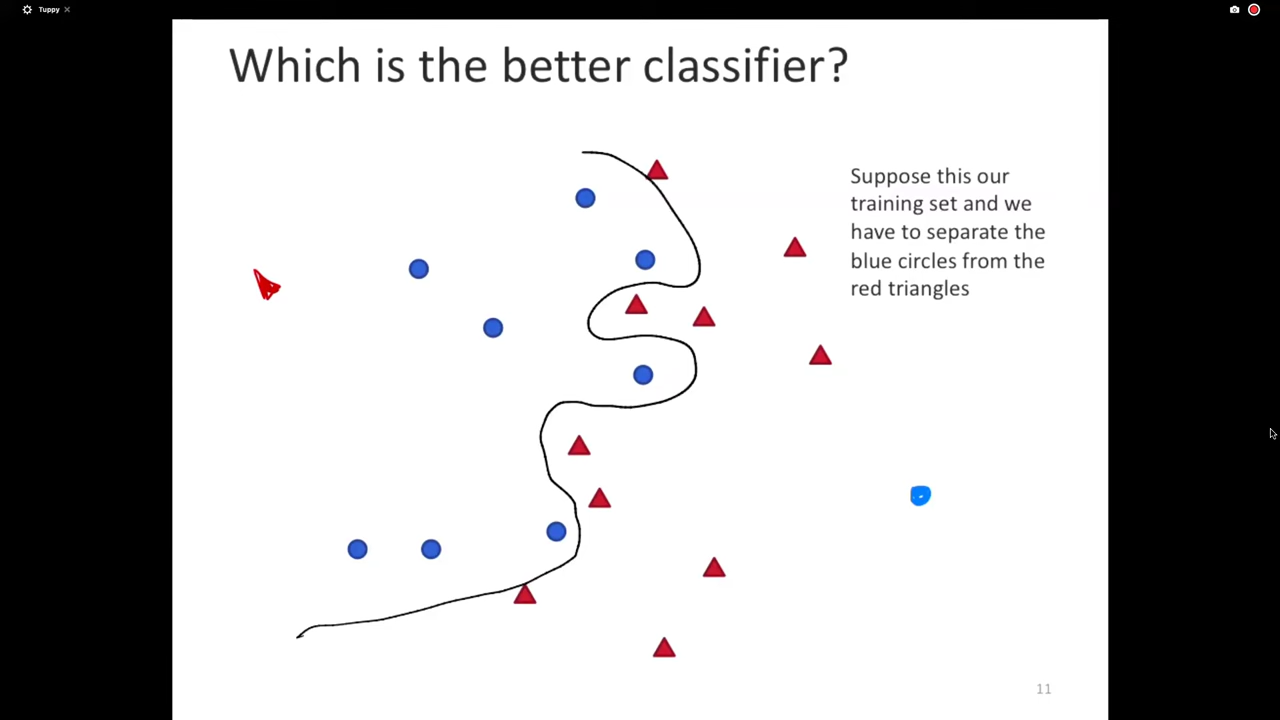 Tuppy
Which is the better classifier?
Suppose this our
training set and we
have to separate the
blue circles from the
red triangles
11